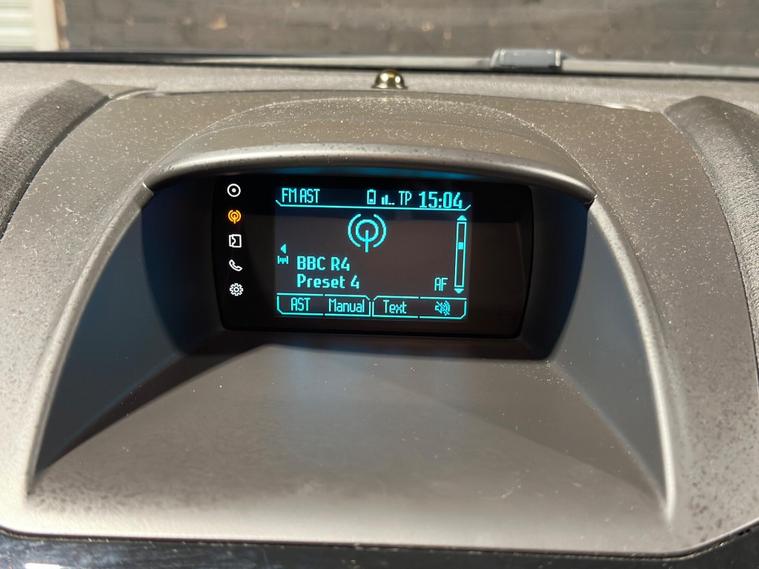 FM AST TP 15:04
BBC R4
Preset 4 AF
AST Manual Text